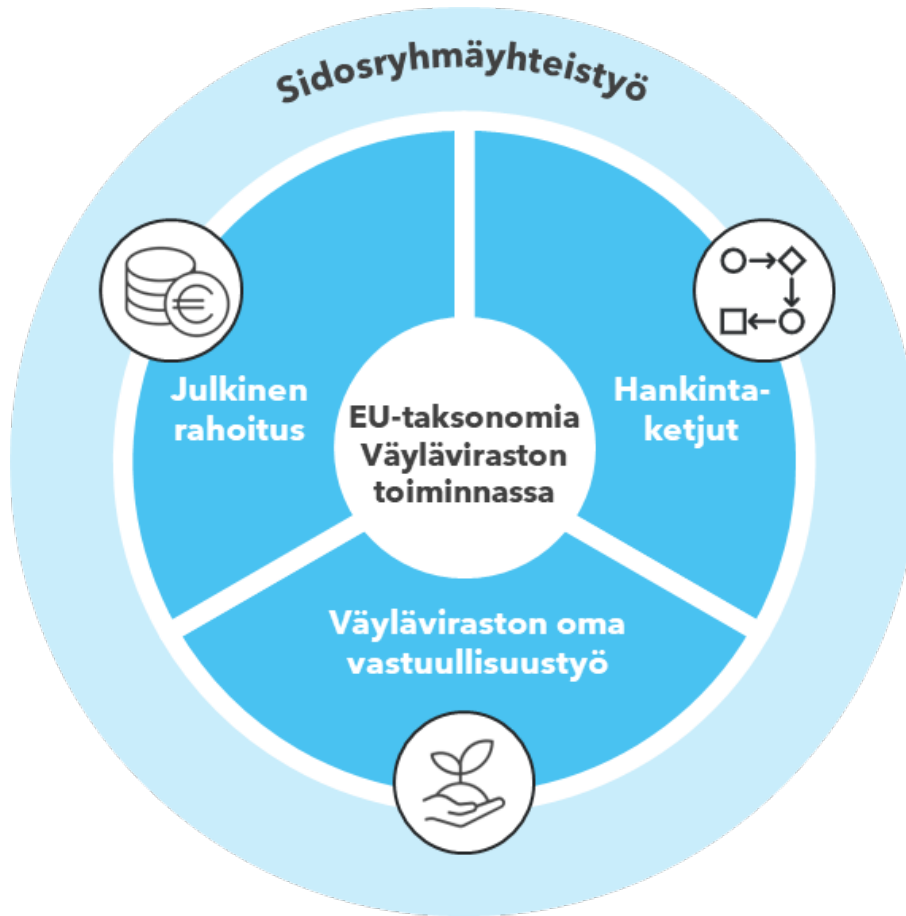 Sidosryhmäyhteistyö
Julkinen
rahoitus
EU-taksonomia
Väyläviraston
toiminnassa
Hankinta-
ketjut
Väyläviraston oma
vastuullisuustyö